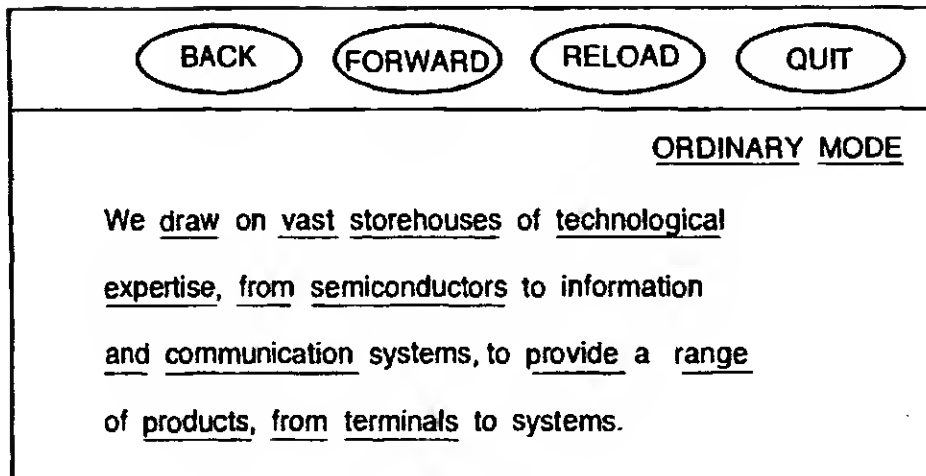 BACK FORWARD RELOAD QUIT
ORDINARY MODE
We draw on vast storehouses of technological
expertise, from semiconductors to information
and communication systems, to provide a range
of products, from terminals to systems.